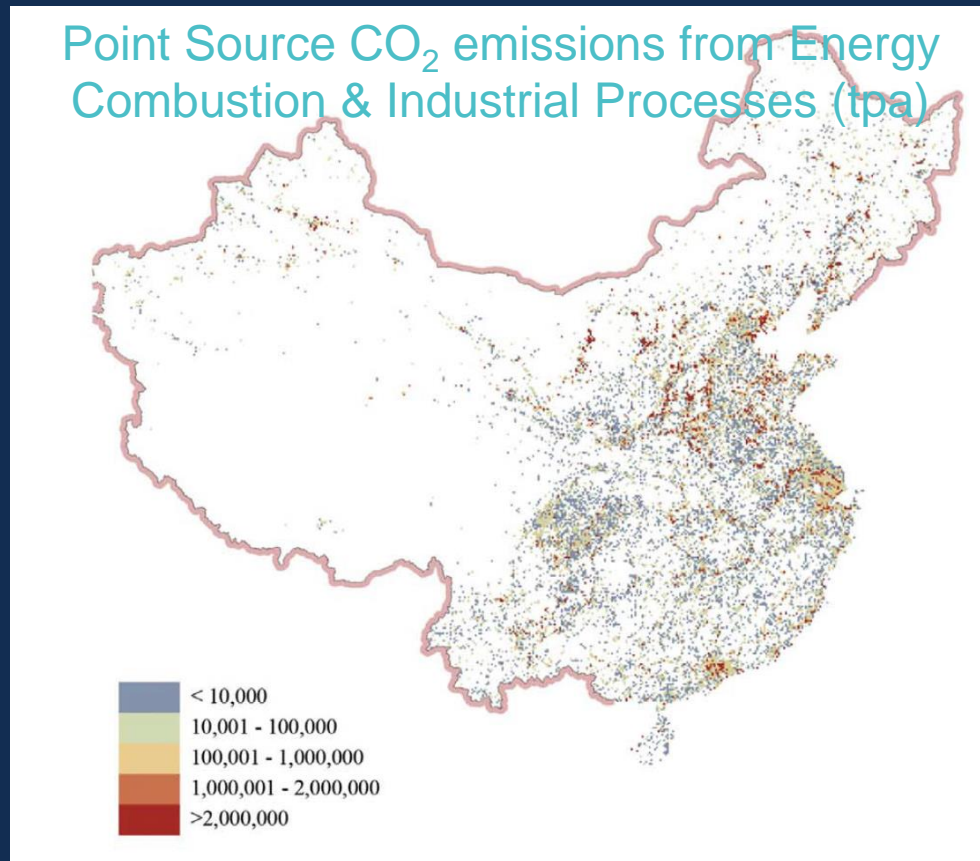 Point Source CO₂ emissions from Energy
Combustion & Industrial Processes (tpa)
< 10,000
10,001 - 100,000
100,001 - 1,000,000
1,000,001 - 2,000,000
>2,000,000